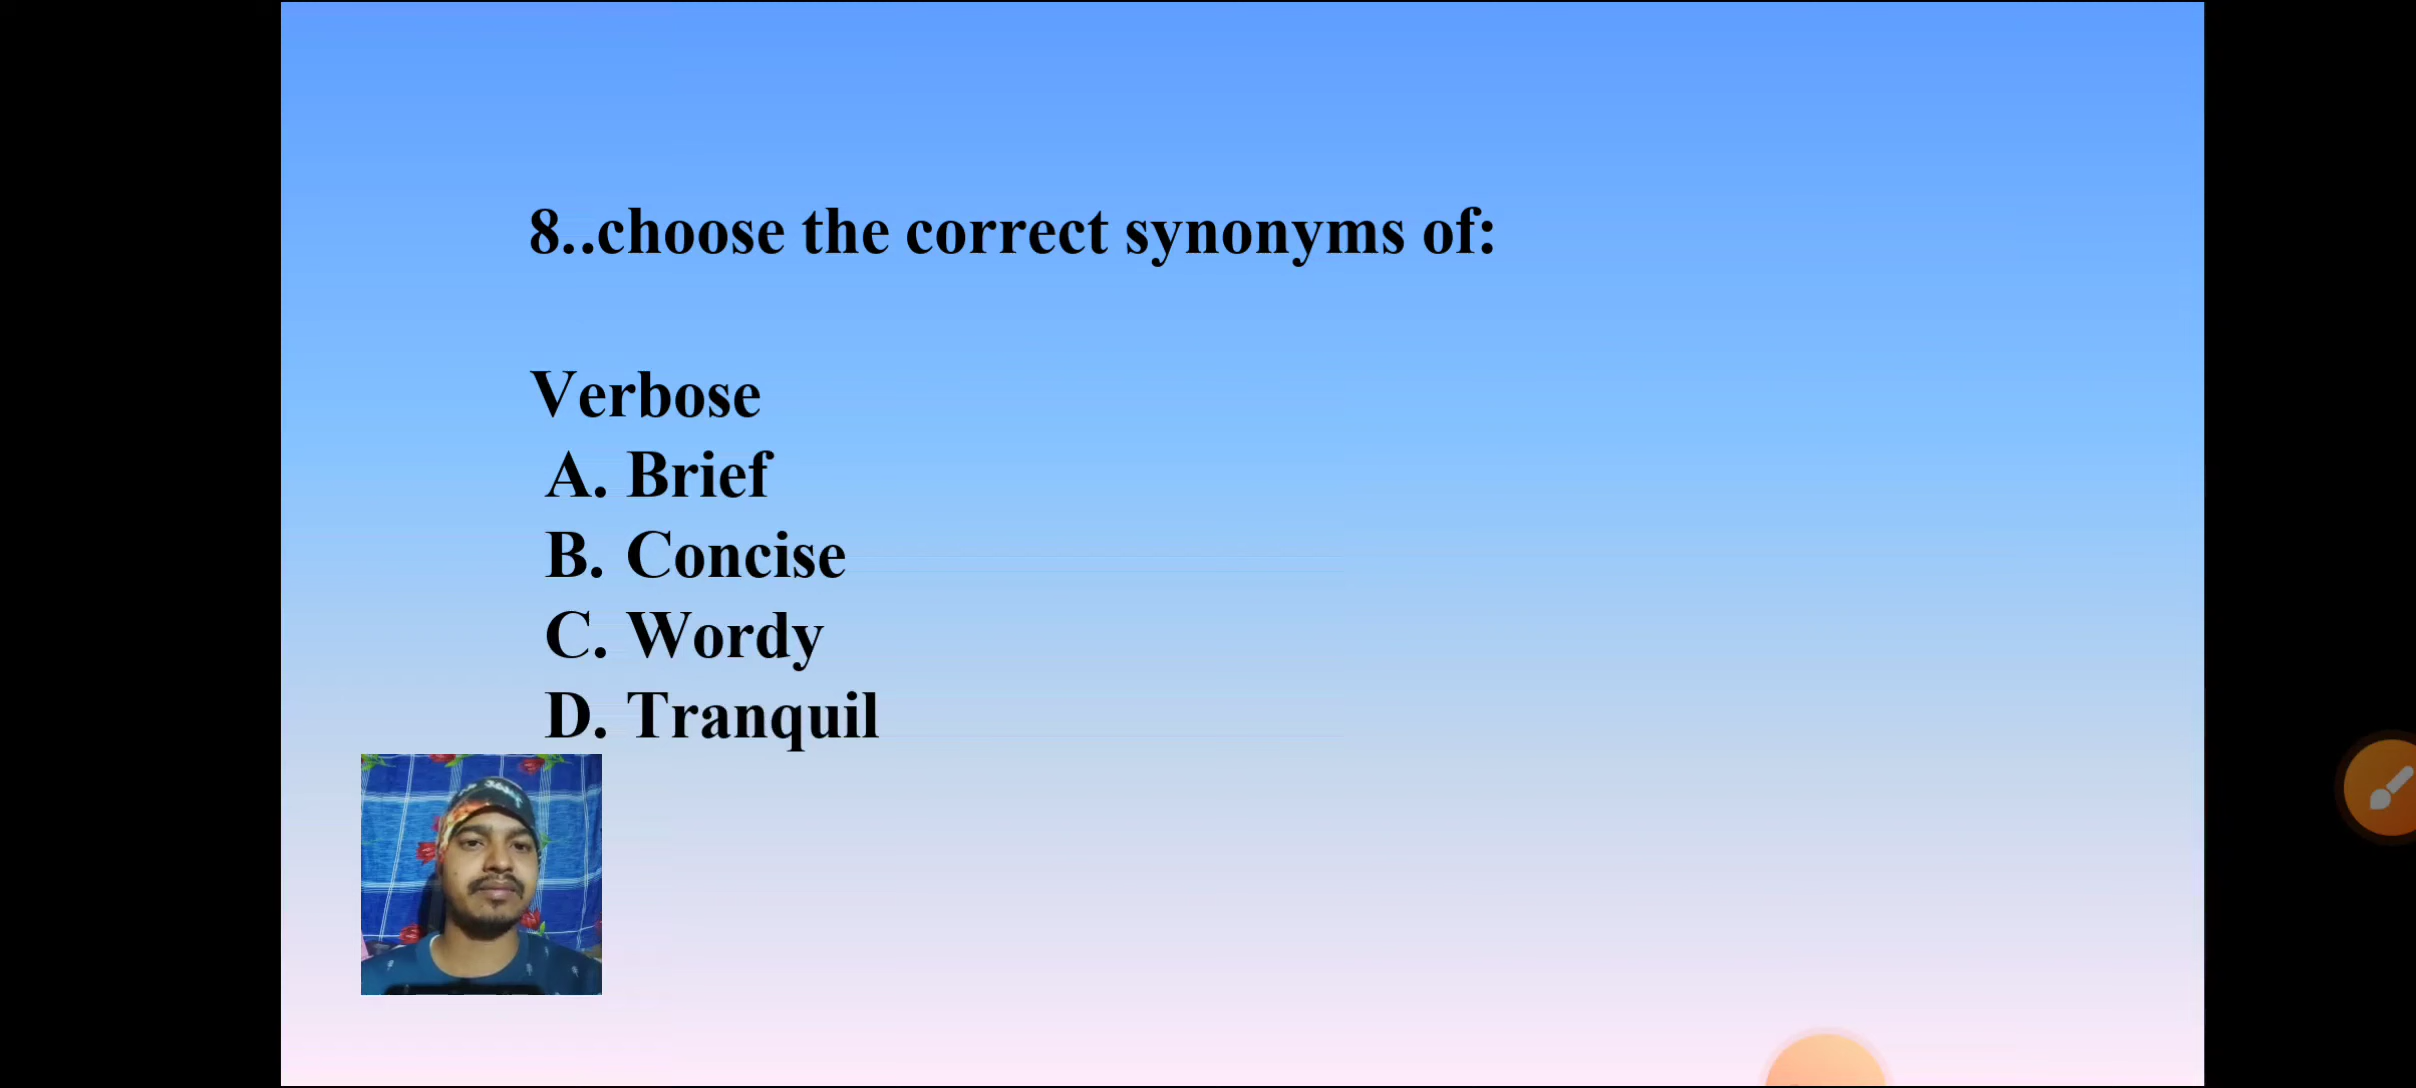 8..choose the correct synonyms of:
Verbose
A. Brief
B. Concise
C. Wordy
D. Tranquil